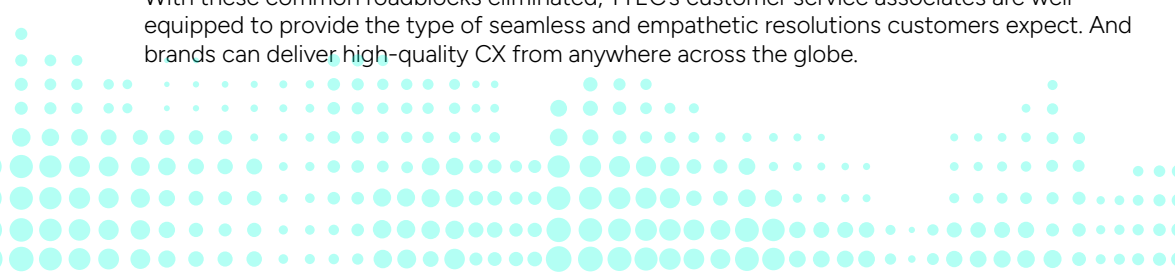 With these common roadblocks eliminated, TTEC's customer service associates are well
equipped to provide the type of seamless and empathetic resolutions customers expect. And
brands can deliver high-quality CX from anywhere across the globe.